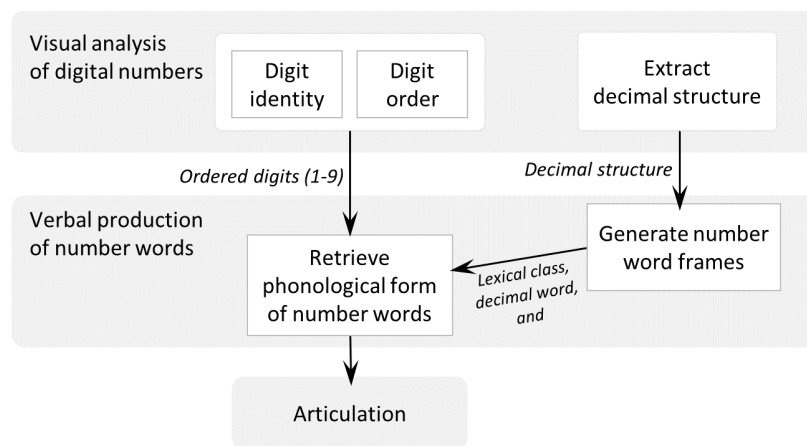 Visual analysis
of digital numbers
Digit
identity
Digit
order
Extract
decimal structure
Ordered digits (1-9)
Decimal structure
Verbal production
of number words
Retrieve
phonological form
of number words
Generate number
word frames
Lexical class,
decimal word,
and
Articulation